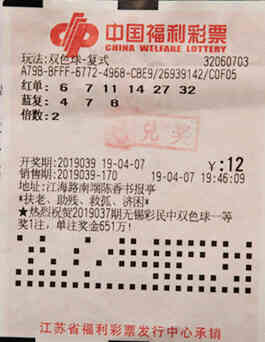 中国福利彩票
CHINA WELFARE LOTTERY
玩法:双色球-复式 32060703
A79B-BFFF-6772-4968-CBE9/26939142/C0F05
红单: 6 7 11 14 27 32
蓝复: 4 7 8
倍数: 2
兑奖
开奖期:2019039 19-04-07 ¥:12
销售期:2019039-170 19-04-07 19:46:09
地址:江海路南端陈香书报亭
*扶老、助残、救孤、济困*
★热烈祝贺2019037期无锡彩民中双色球一等
奖1注，单注奖金651万!
江苏省福利彩票发行中心承销